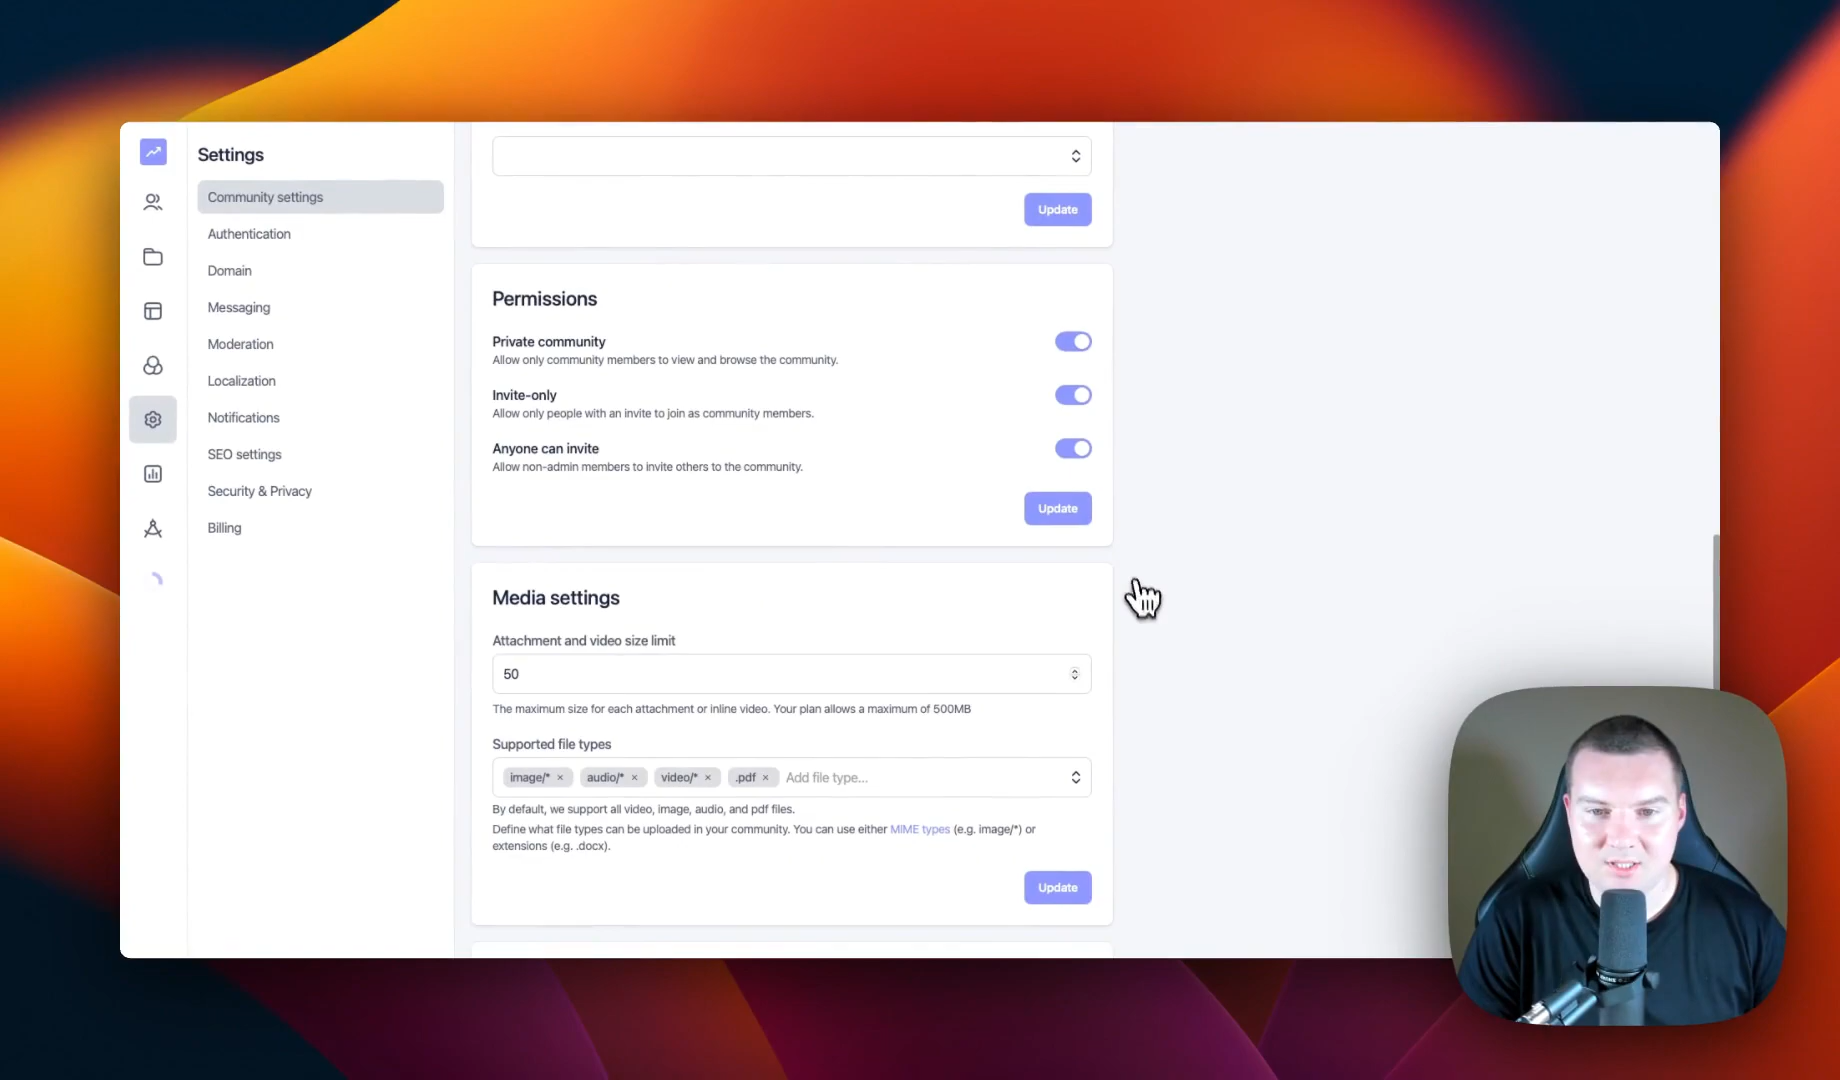 Settings
Community settings
Authentication
Domain
Messaging
Moderation
Localization
Notifications
SEO settings
Security & Privacy
Billing
Update
Permissions
Private community
Allow only community members to view and browse the community.
Invite-only
Allow only people with an invite to join as community members.
Anyone can invite
Allow non-admin members to invite others to the community.
Update
Media settings
Attachment and video size limit
50
The maximum size for each attachment or inline video. Your plan allows a maximum of 500MB
Supported file types
image/* × audio/* × video/* × .pdf × Add file type...
By default, we support all video, image, audio, and pdf files.
Define what file types can be uploaded in your community. You can use either MIME types (e.g. image/*) or
extensions (e.g. .docx).
Update